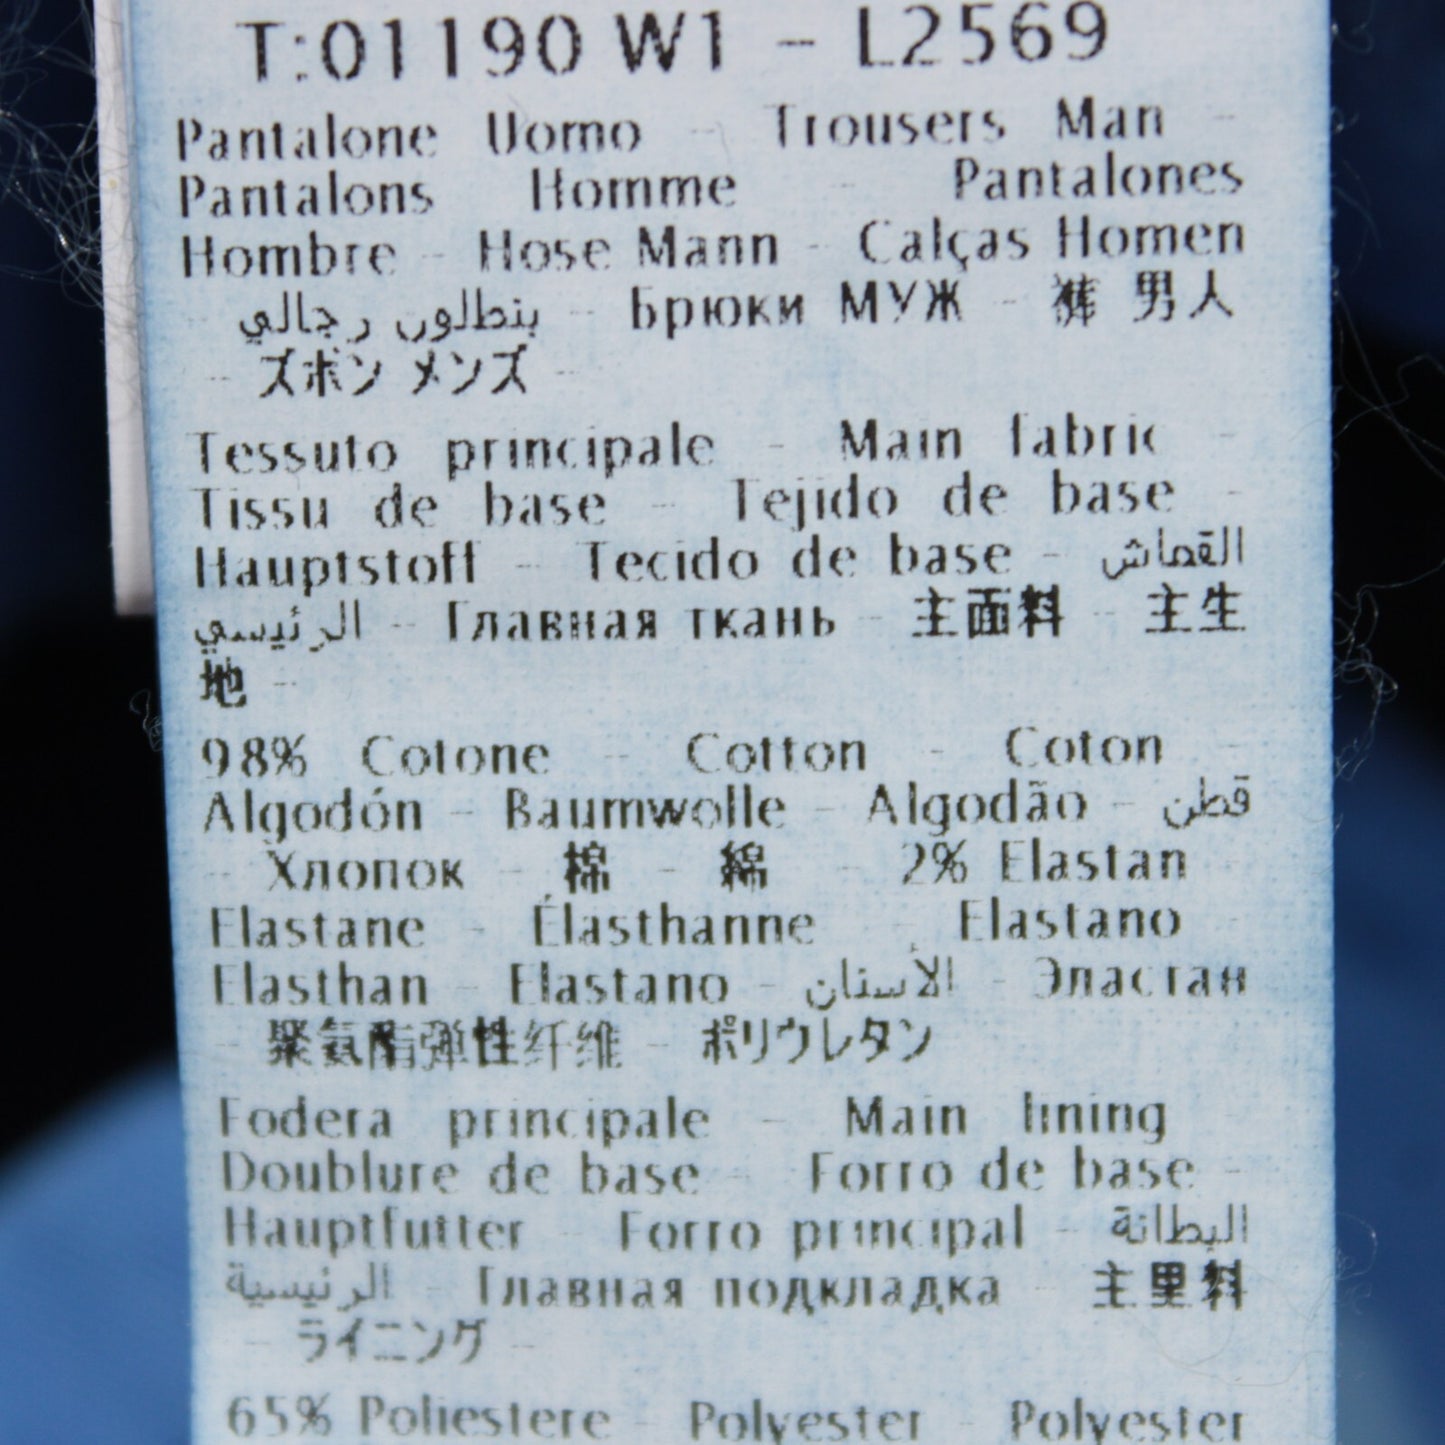 T:01190 W1 - L2569
Pantalone Uomo - Trousers Man -
Pantalons Homme Pantalones
Hombre - Hose Mann - Calças Homen
- بنطلون رجالي - Брюки МУЖ - 裤 男人
- ズボン メンズ -
Tessuto principale - Main fabric -
Tissu de base - Tejido de base -
Hauptstoff - Tecido de base - القماش
الرئيسي - Главная ткань - 主面料 - 主生
地 -
98% Cotone - Cotton - Coton -
Algodón - Baumwolle - Algodão - قطن
- Хлопок - 棉 - 綿 - 2% Elastan -
Elastane - Élasthanne - Elastano
Elasthan - Elastano - الأستان - Эластан
- 聚氨酯弹性纤维 - ポリウレタン
Fodera principale - Main lining
Doublure de base - Forro de base -
Hauptfutter - Forro principal - البطانة
الرئيسية - Главная подкладка - 主里料
- ライニング -
65% Poliestere - Polyester - Polyester